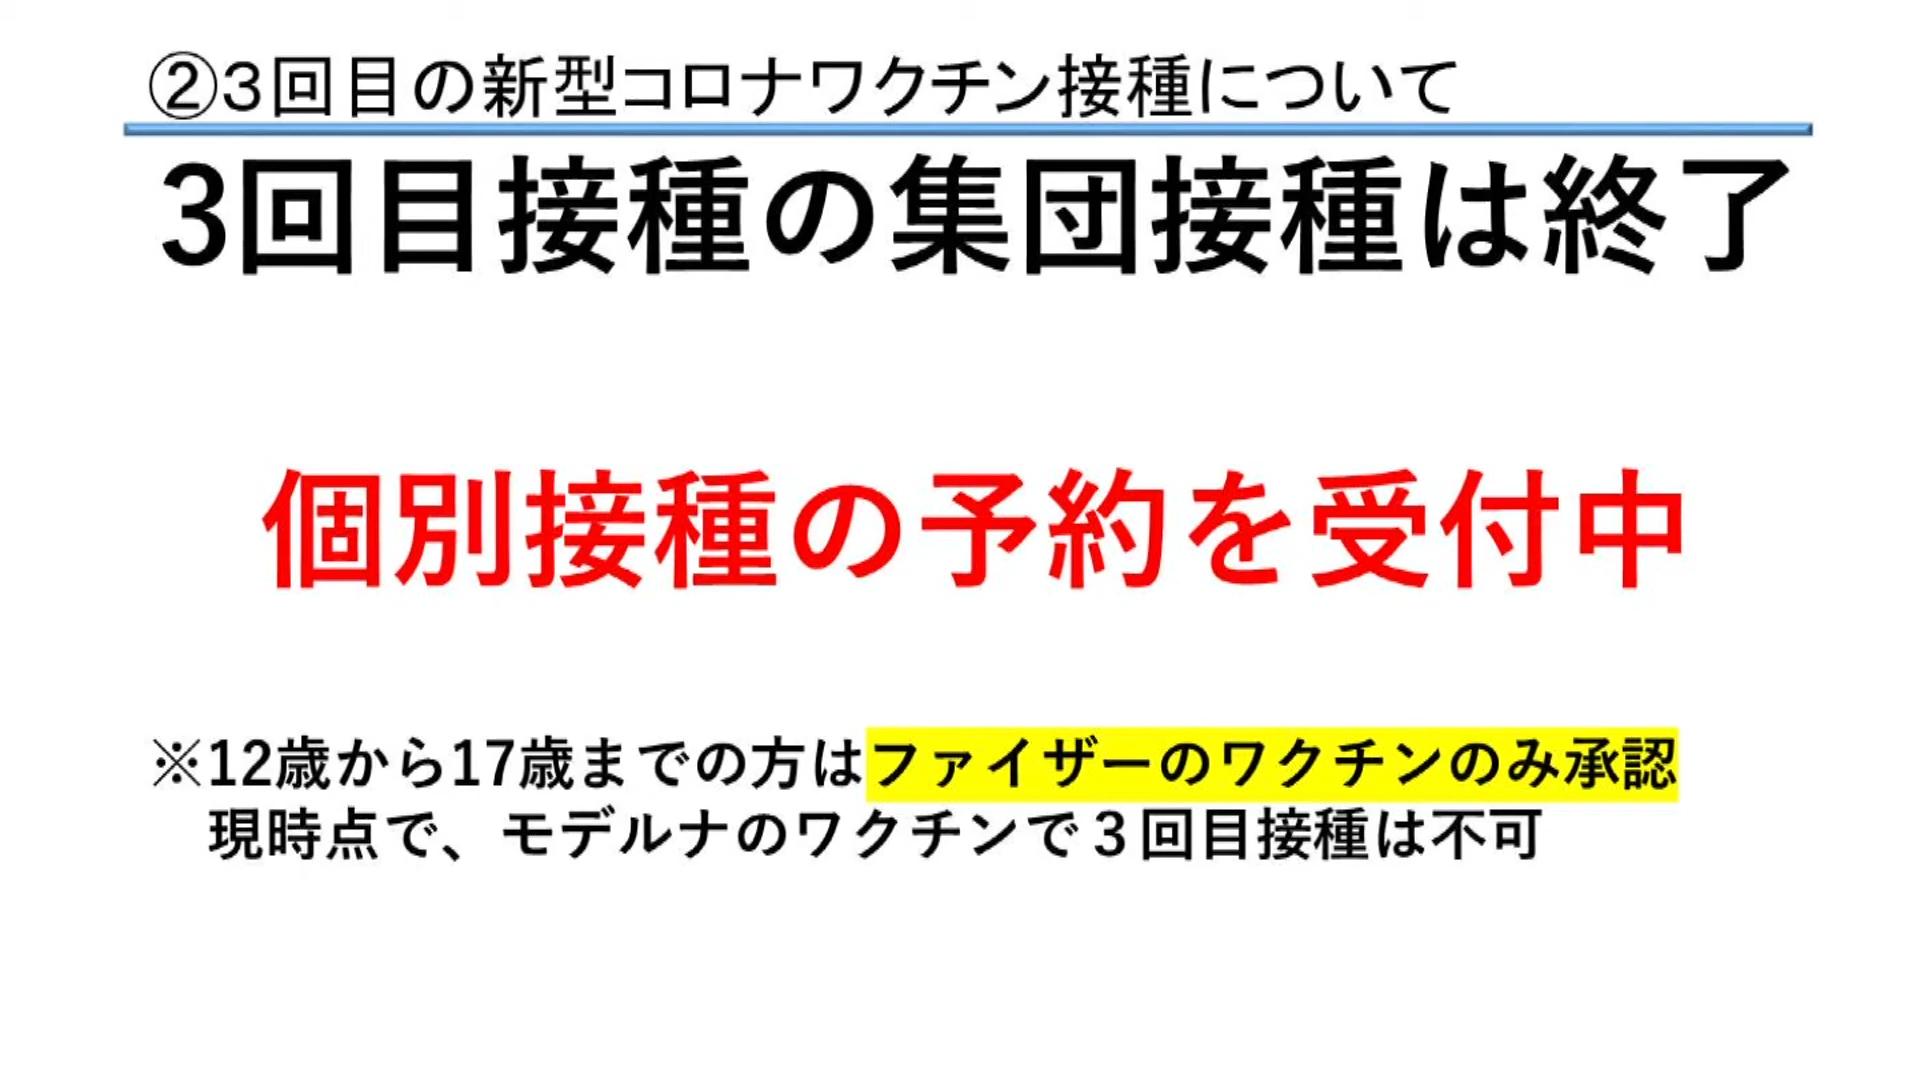 ②３回目の新型コロナワクチン接種について
3回目接種の集団接種は終了
個別接種の予約を受付中
※12歳から17歳までの方はファイザーのワクチンのみ承認
現時点で、モデルナのワクチンで３回目接種は不可